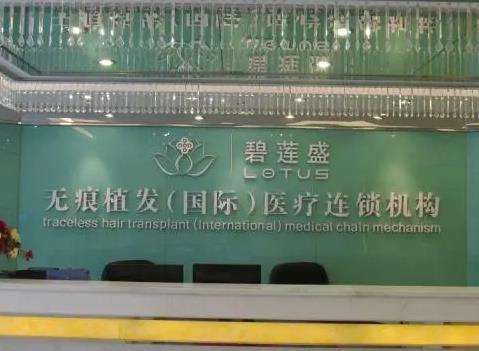 碧莲盛
LOTUS
无痕植发(国际)医疗连锁机构
traceless hair transplant (International) medical chain mechanism